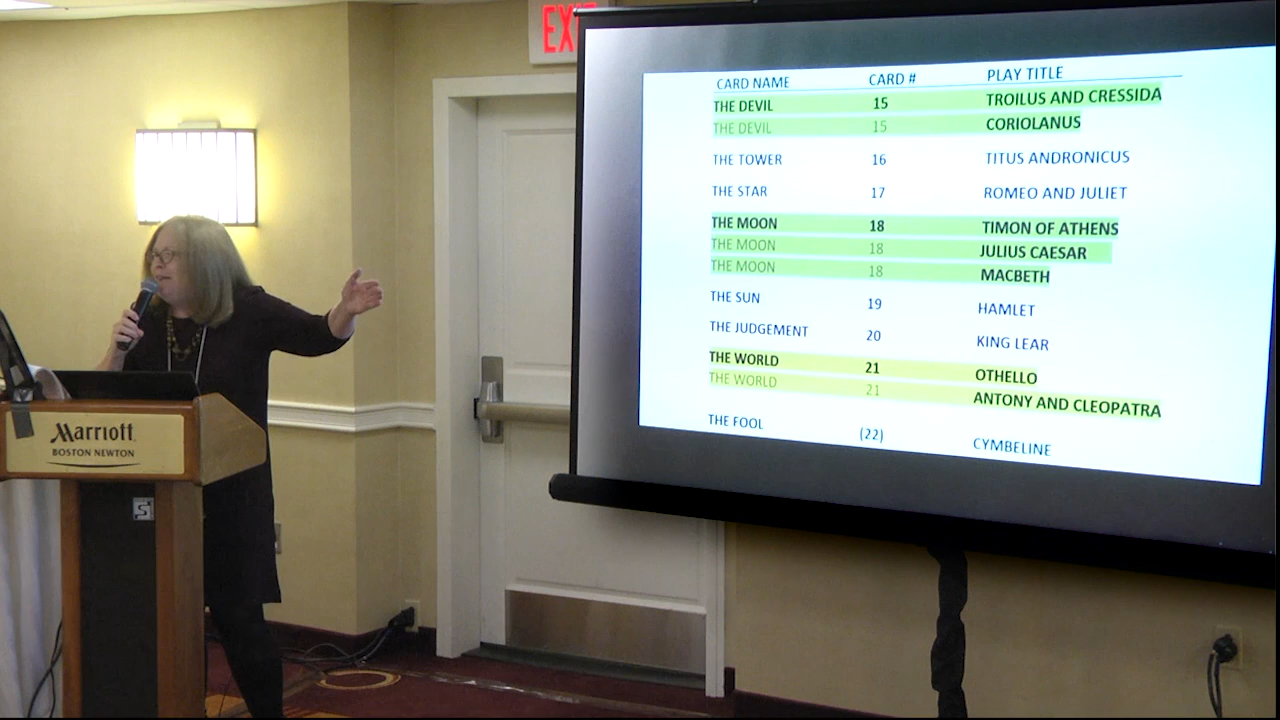 EXIT
CARD NAME CARD # PLAY TITLE
THE DEVIL 15 TROILUS AND CRESSIDA
THE DEVIL 15 CORIOLANUS
THE TOWER 16 TITUS ANDRONICUS
THE STAR 17 ROMEO AND JULIET
THE MOON 18 TIMON OF ATHENS
THE MOON 18 JULIUS CAESAR
THE MOON 18 MACBETH
THE SUN 19 HAMLET
THE JUDGEMENT 20 KING LEAR
THE WORLD 21 OTHELLO
THE WORLD 21 ANTONY AND CLEOPATRA
THE FOOL (22) CYMBELINE
Marriott
BOSTON NEWTON